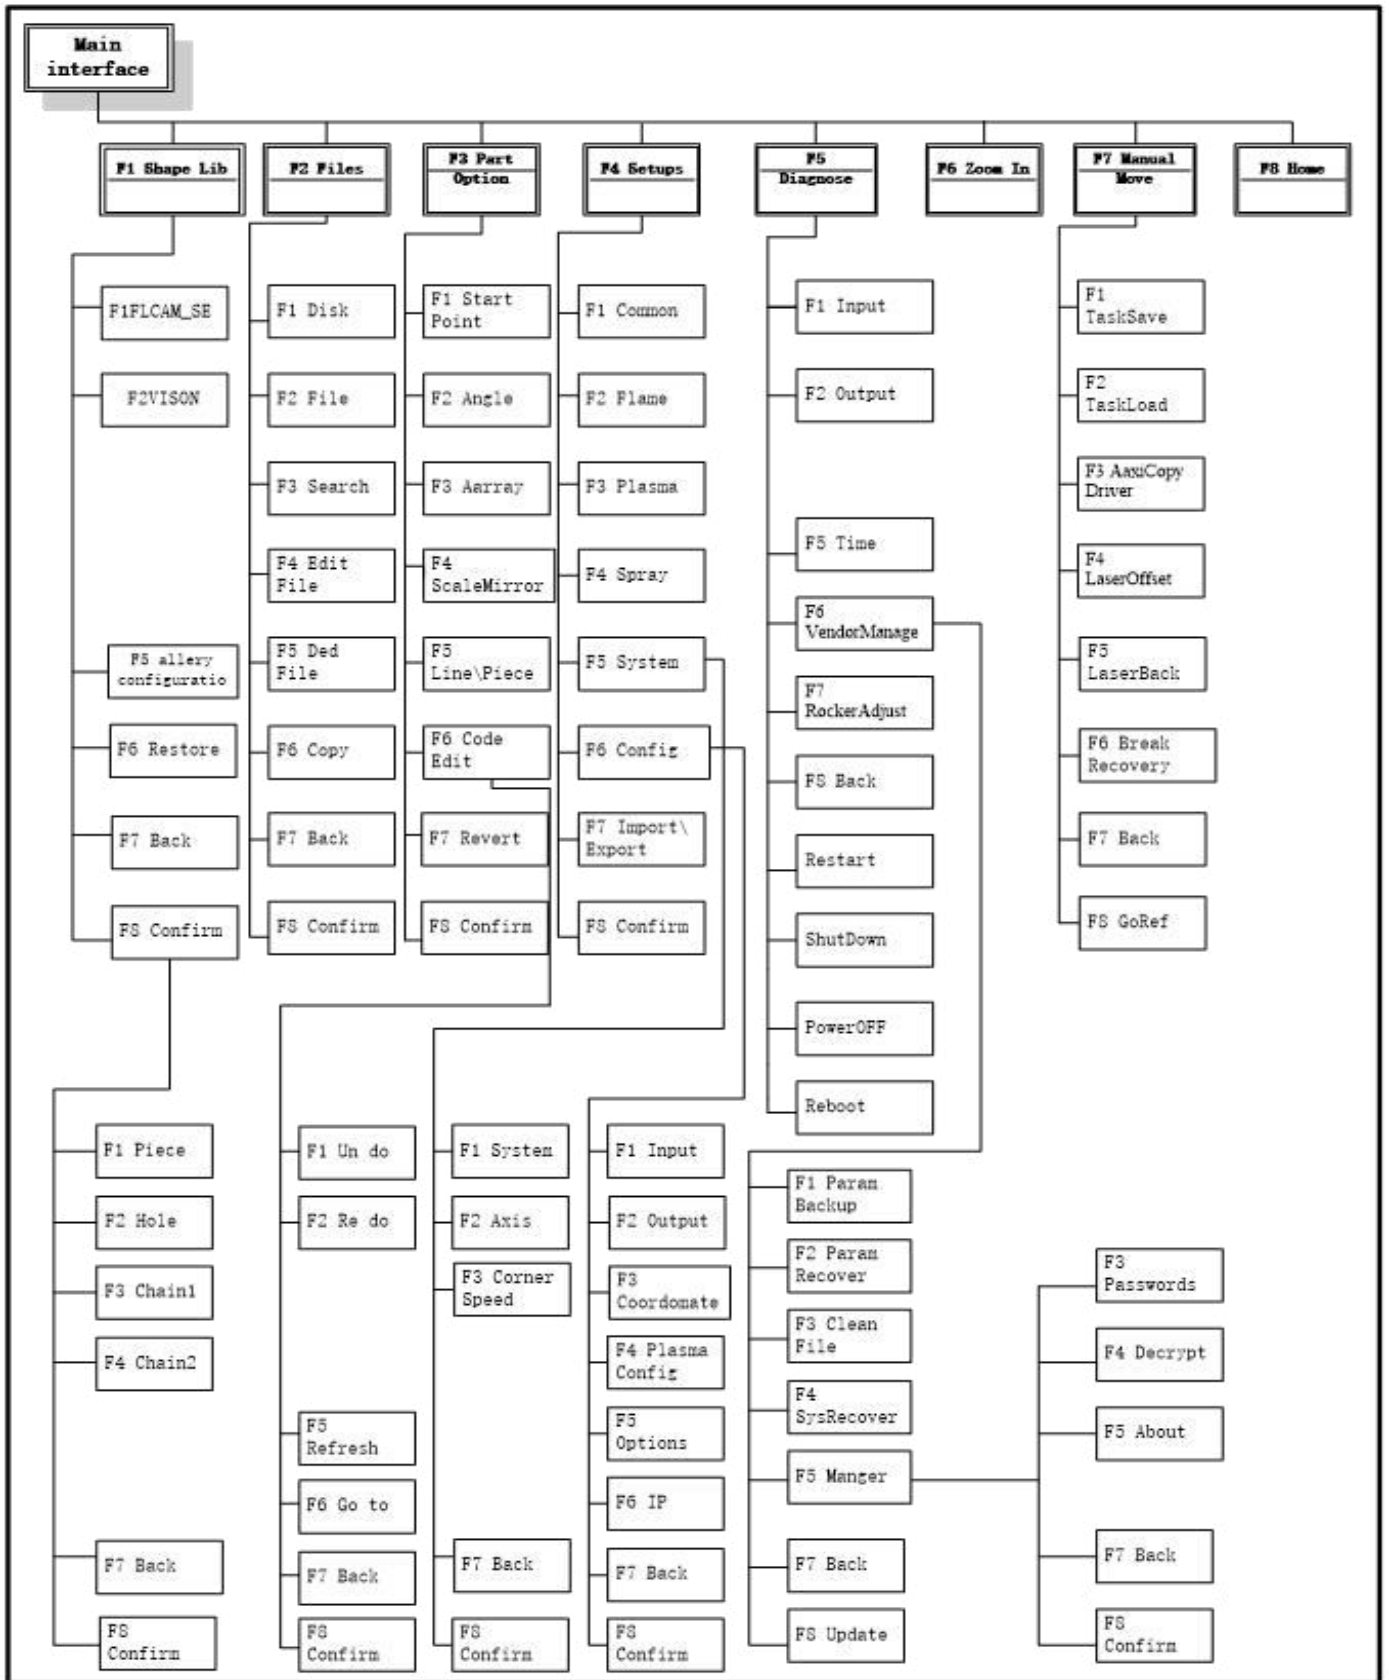 Main
interface
F1 Shape Lib
F2 Files
F3 Part
Option
F4 Setups
F5
Diagnose
F6 Zoom In
F7 Manual
Move
F8 Home
F1FLCAM_SE
F2VISON
F5 allery
configuratio
F6 Restore
F7 Back
F8 Confirm
F1 Disk
F2 File
F3 Search
F4 Edit
File
F5 Ded
File
F6 Copy
F7 Back
F8 Confirm
F1 Start
Point
F2 Angle
F3 Aarray
F4
ScaleMirror
F5
Line\Piece
F6 Code
Edit
F7 Revert
F8 Confirm
F1 Common
F2 Flame
F3 Plasma
F4 Spray
F5 System
F6 Config
F7 Import\
Export
F8 Confirm
F1 Input
F2 Output
F5 Time
F6
VendorManage
F7
RockerAdjust
F8 Back
Restart
ShutDown
PowerOFF
Reboot
F1
TaskSave
F2
TaskLoad
F3 AaxiCopy
Driver
F4
LaserOffset
F5
LaserBack
F6 Break
Recovery
F7 Back
F8 GoRef
F1 Piece
F2 Hole
F3 Chain1
F4 Chain2
F7 Back
F8
Confirm
F1 Un do
F2 Re do
F5
Refresh
F6 Go to
F7 Back
F8
Confirm
F1 System
F2 Axis
F3 Corner
Speed
F7 Back
F8
Confirm
F1 Input
F2 Output
F3
Coordomate
F4 Plasma
Config
F5
Options
F6 IP
F7 Back
F8
Confirm
F1 Param
Backup
F2 Param
Recover
F3 Clean
File
F4
SysRecover
F5 Manger
F7 Back
F8 Update
F3
Passwords
F4 Decrypt
F5 About
F7 Back
F8
Confirm